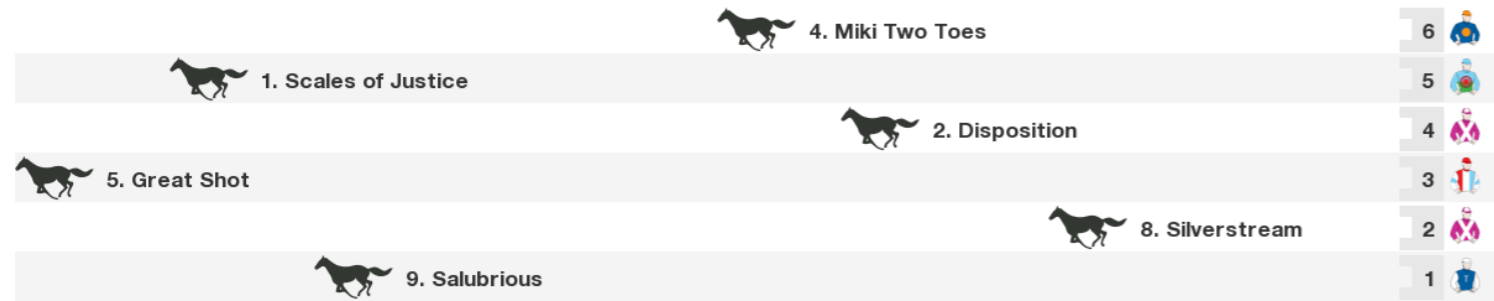 4. Miki Two Toes 6
1. Scales of Justice 5
2. Disposition 4
5. Great Shot 3
8. Silverstream 2
9. Salubrious 1